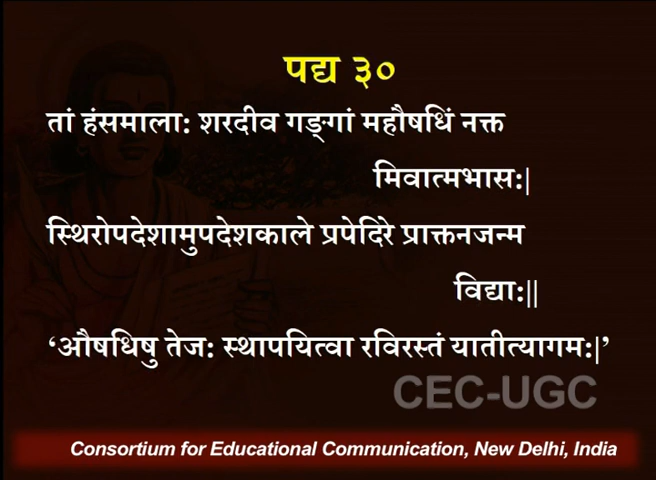 पद्य ३०
तां हंसमाला: शरदीव गङ्गां महौषधिं नक्त
मिवात्मभास:|
स्थिरोपदेशामुपदेशकाले प्रपेदिरे प्राक्तनजन्म
विद्या:||
‘औषधिषु तेज: स्थापयित्वा रविरस्तं यातीत्यागम:|’
CEC-UGC
Consortium for Educational Communication, New Delhi, India